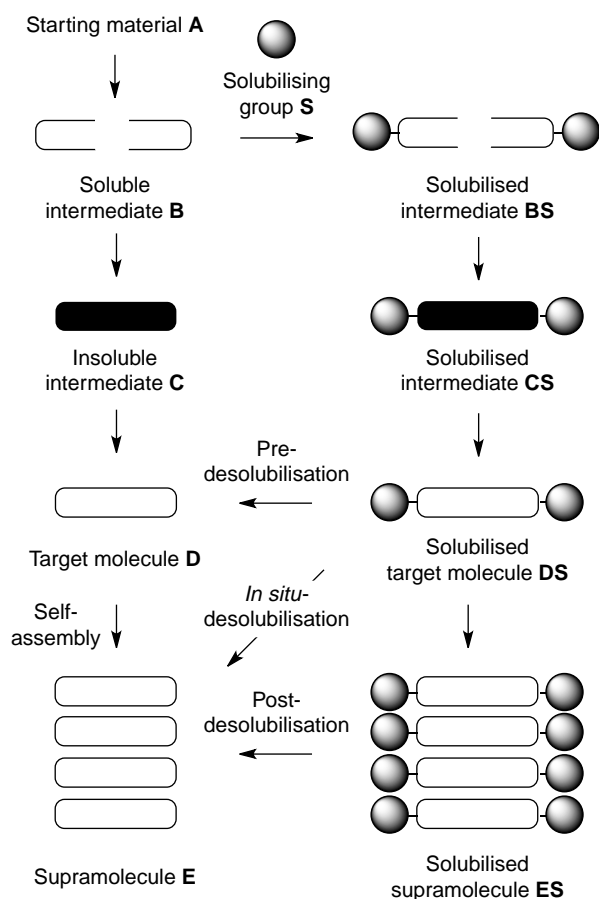 Starting material A
Solubilising
group S
Soluble
intermediate B
Solubilised
intermediate BS
Insoluble
intermediate C
Solubilised
intermediate CS
Pre-
desolubilisation
Target molecule D
Solubilised
target molecule DS
Self-
assembly
In situ-
desolubilisation
Post-
desolubilisation
Supramolecule E
Solubilised
supramolecule ES